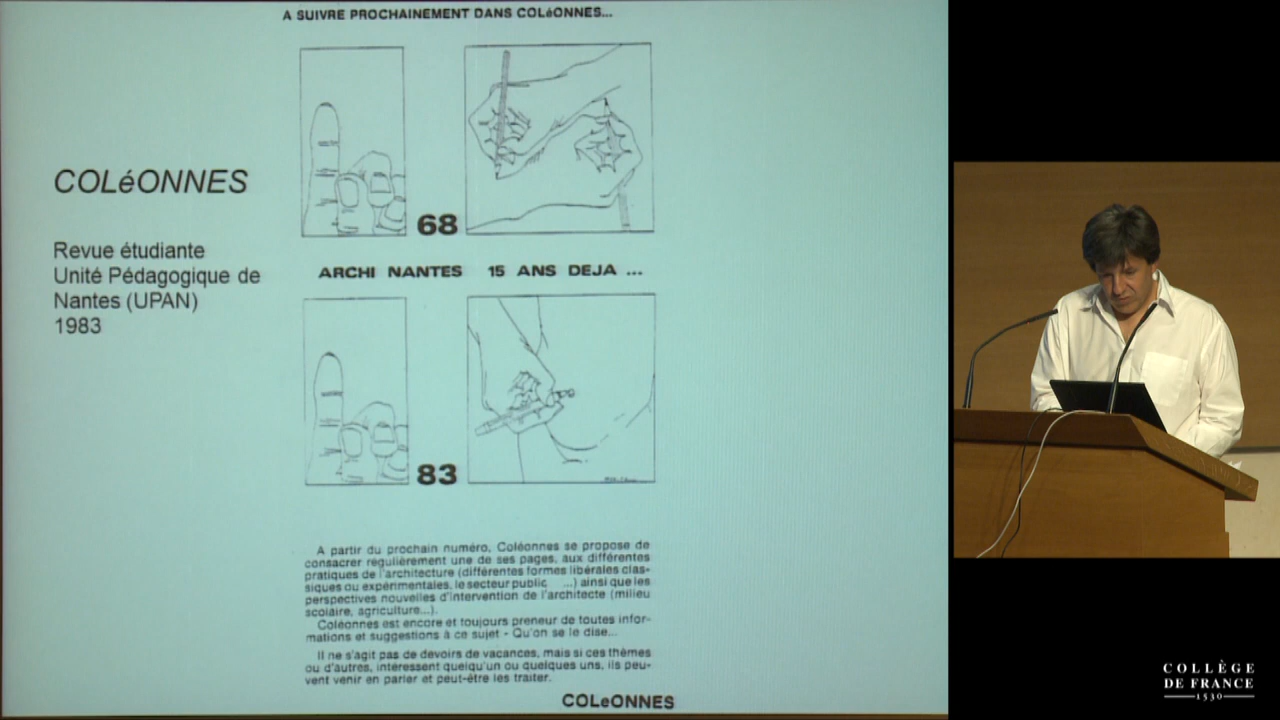 A SUIVRE PROCHAINEMENT DANS COLéONNES...
COLéONNES
Revue étudiante
Unité Pédagogique de
Nantes (UPAN)
1983
68
ARCHI NANTES 15 ANS DEJA ...
83
A partir du prochain numéro, Coléonnes se propose de
consacrer régulièrement une de ses pages, aux différentes
pratiques de l'architecture (différentes formes libérales clas-
siques ou expérimentales, le secteur public ...) ainsi que les
perspectives nouvelles d'intervention de l'architecte (milieu
scolaire, agriculture...).
Coléonnes est encore et toujours preneur de toutes infor-
mations et suggestions à ce sujet - Qu'on se le dise...
Il ne s'agit pas de devoirs de vacances, mais si ces thèmes
ou d'autres, intéressent quelqu'un ou quelques uns, ils peu-
vent venir en parler et peut-être les traiter.
COLeONNES
COLLÈGE
DE FRANCE
1530